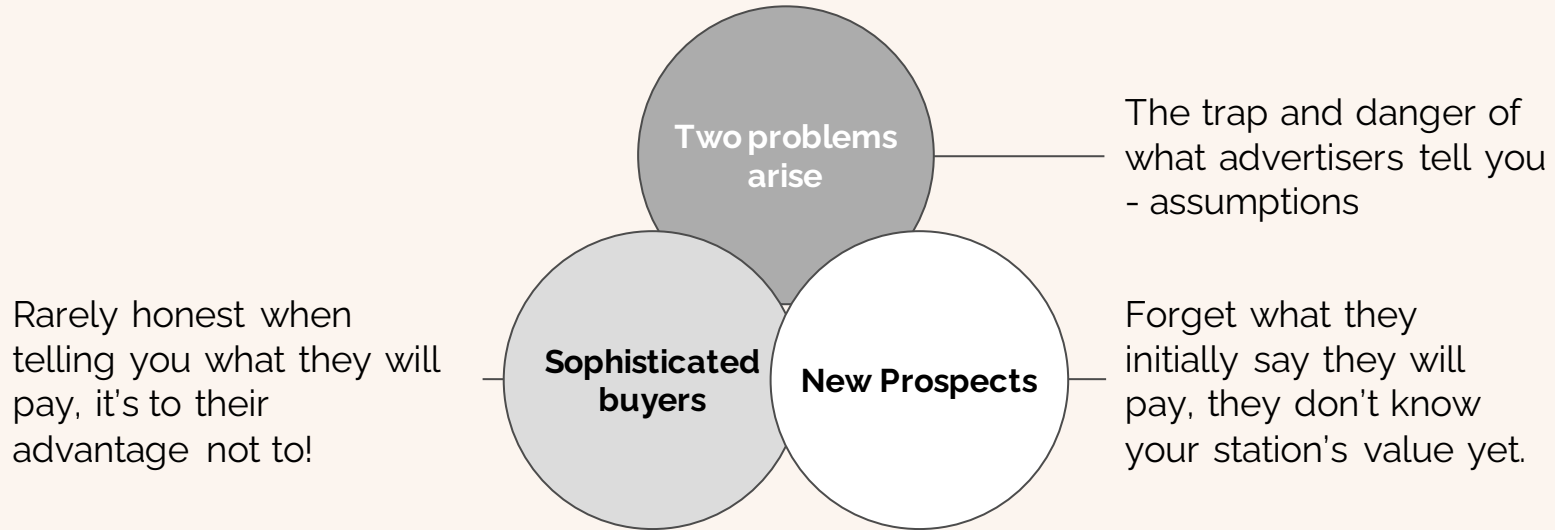 Two problems
arise
The trap and danger of
what advertisers tell you
- assumptions
Rarely honest when
telling you what they will
pay, it's to their
advantage not to!
Sophisticated
buyers
New Prospects
Forget what they
initially say they will
pay, they don't know
your station's value yet.